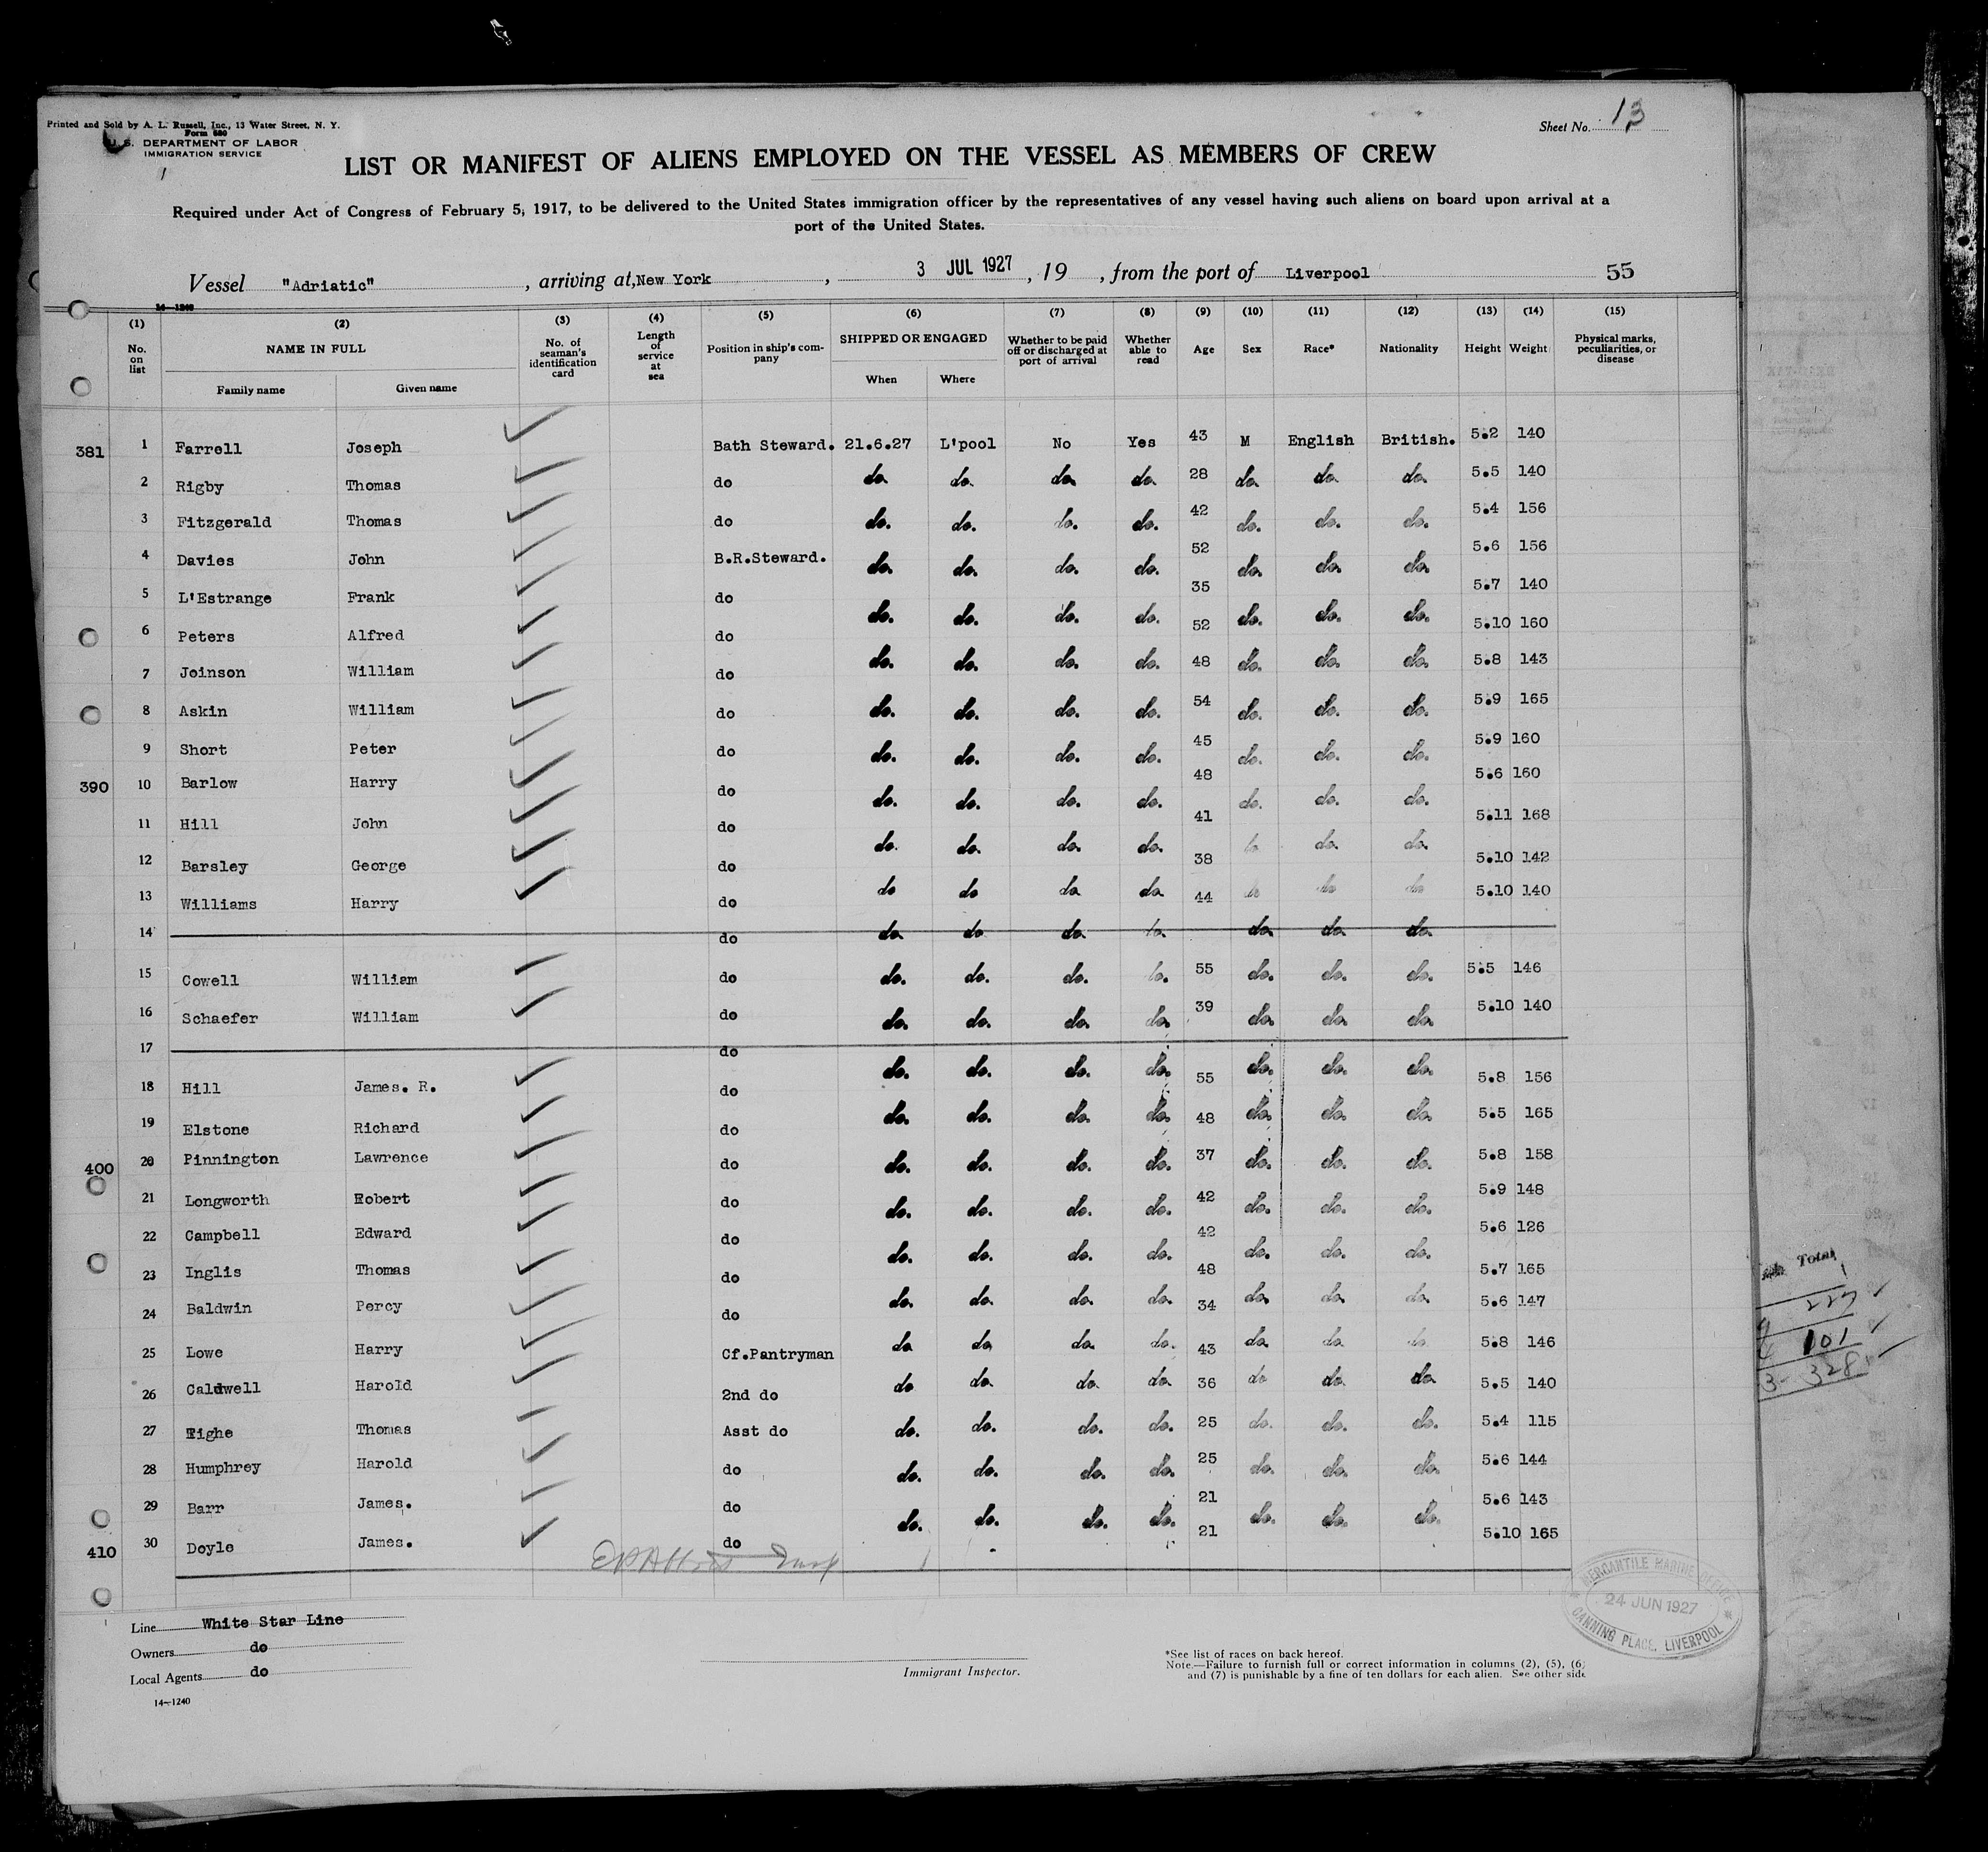 Printed and Sold by A. L. Russell, Inc., 13 Water Street, N. Y.
Form 680
U. S. DEPARTMENT OF LABOR
IMMIGRATION SERVICE
Sheet No. 13
LIST OR MANIFEST OF ALIENS EMPLOYED ON THE VESSEL AS MEMBERS OF CREW
Required under Act of Congress of February 5, 1917, to be delivered to the United States immigration officer by the representatives of any vessel having such aliens on board upon arrival at a
port of the United States.
Vessel "Adriatic", arriving at, New York, 3 JUL 1927, 19, from the port of Liverpool 55
14—1240
(1) (2) (3) (4) (5) (6) (7) (8) (9) (10) (11) (12) (13) (14) (15)
No. on list NAME IN FULL Family name Given name No. of seaman's identification card Length of service at sea Position in ship's company SHIPPED OR ENGAGED When Where Whether to be paid off or discharged at port of arrival Whether able to read Age Sex Race* Nationality Height Weight Physical marks, peculiarities, or disease
381 1 Farrell Joseph Bath Steward. 21.6.27 L'pool No Yes 43 M English British. 5.2 140
2 Rigby Thomas do do do. do do. 28 do do do. 5.5 140
3 Fitzgerald Thomas do do. do. do. do. 42 do. do. do. 5.4 156
4 Davies John B.R.Steward. do. do. do. do. 52 do do do 5.6 156
5 L'Estrange Frank do do. do. do. do. 35 do. do. do. 5.7 140
6 Peters Alfred do do. do. do. do. 52 do. do. do. 5.10 160
7 Joinson William do do. do. do. do. 48 do. do. do. 5.8 143
8 Askin William do do. do. do. do. 54 do. do. do. 5.9 165
9 Short Peter do do. do. do. do. 45 do. do. do. 5.9 160
390 10 Barlow Harry do do. do. do. do. 48 do. do. do. 5.6 160
11 Hill John do do. do. do. do. 41 do. do. 5.11 168
12 Barsley George do do do do do 38 do do do 5.10 142
13 Williams Harry do 44 5.10 140
14 do do do do do. do do do
15 Cowell William do do. do. do. do. 55 do. do. do. 5.5 146
16 Schaefer William do do. do. do. do 39 do do do 5.10 140
17 do
18 Hill James. R. do do. do. do. do. 55 do. do. do. 5.8 156
19 Elstone Richard do do. do. do. do. 48 do. do. do. 5.5 165
400 20 Pinnington Lawrence do do. do. do. do. 37 do. do. do. 5.8 158
21 Longworth Robert do do. do. do. do. 42 do. do. do. 5.9 148
22 Campbell Edward do do. do. do. do. 42 do. do. do. 5.6 126
23 Inglis Thomas do do. do. do. do. 48 do. do. do. 5.7 165
24 Baldwin Percy do 34 5.6 147
25 Lowe Harry Cf.Pantryman do do do do. 43 do do do 5.8 146
26 Caldwell Harold 2nd do do do do do 36 do do do 5.5 140
27 Tighe Thomas Asst do do. do. do. do. 25 do. do. do. 5.4 115
28 Humphrey Harold do do. do. do. do. 25 do. do. do. 5.6 144
29 Barr James. do do. do. do. do. 21 do. do. do. 5.6 143
410 30 Doyle James. do 21 5.10 165
Total
101
328
Line White Star Line
Owners do
Local Agents do
14—1240
Immigrant Inspector.
*See list of races on back hereof.
Note.—Failure to furnish full or correct information in columns (2), (5), (6)
and (7) is punishable by a fine of ten dollars for each alien. See other side
MERCANTILE MARINE OFFICE
24 JUN 1927
CANNING PLACE, LIVERPOOL